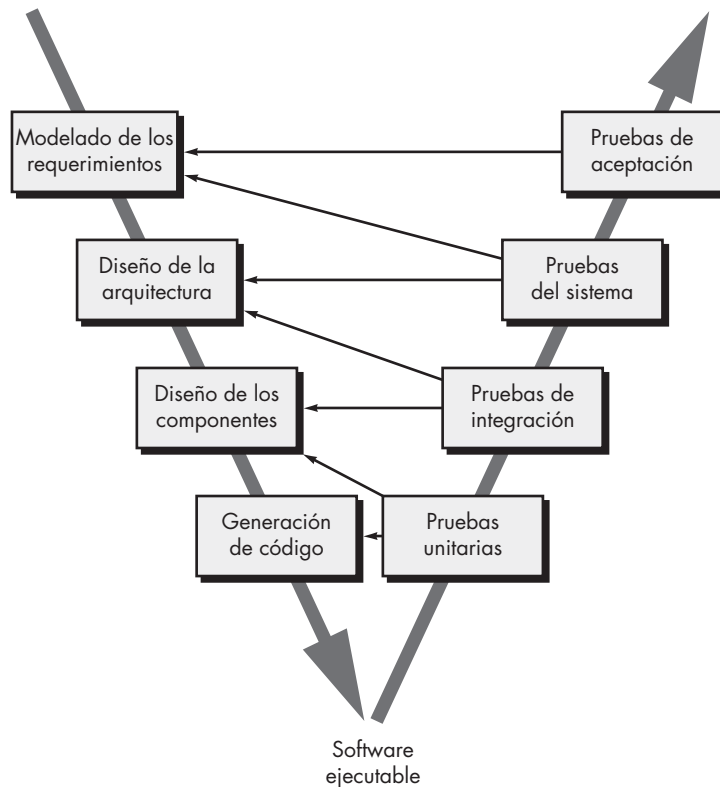 Modelado de los
requerimientos
Pruebas de
aceptación
Diseño de la
arquitectura
Pruebas
del sistema
Diseño de los
componentes
Pruebas de
integración
Generación
de código
Pruebas
unitarias
Software
ejecutable